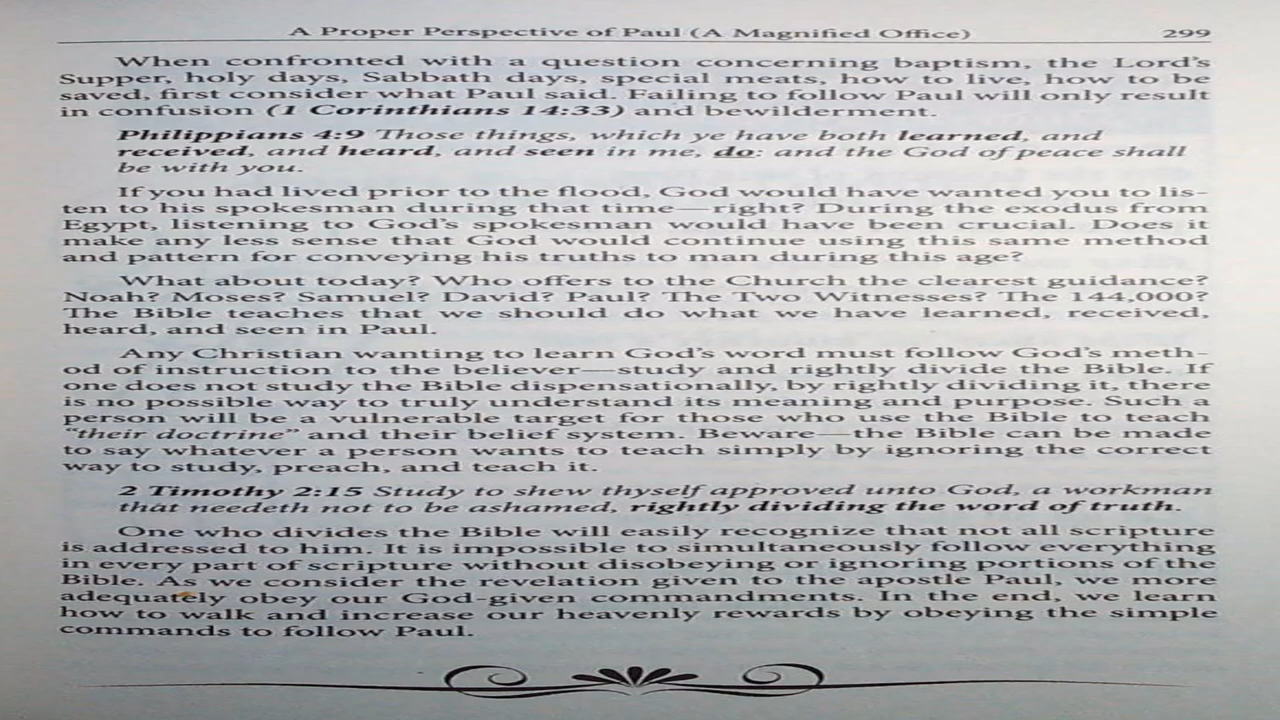 A Proper Perspective of Paul (A Magnified Office) 299
When confronted with a question concerning baptism, the Lord's
Supper, holy days, Sabbath days, special meats, how to live, how to be
saved, first consider what Paul said. Failing to follow Paul will only result
in confusion (1 Corinthians 14:33) and bewilderment.
Philippians 4:9 Those things, which ye have both learned, and
received, and heard, and seen in me, do: and the God of peace shall
be with you.
If you had lived prior to the flood, God would have wanted you to lis-
ten to his spokesman during that time—right? During the exodus from
Egypt, listening to God's spokesman would have been crucial. Does it
make any less sense that God would continue using this same method
and pattern for conveying his truths to man during this age?
What about today? Who offers to the Church the clearest guidance?
Noah? Moses? Samuel? David? Paul? The Two Witnesses? The 144,000?
The Bible teaches that we should do what we have learned, received,
heard, and seen in Paul.
Any Christian wanting to learn God's word must follow God's meth-
od of instruction to the believer—study and rightly divide the Bible. If
one does not study the Bible dispensationally, by rightly dividing it, there
is no possible way to truly understand its meaning and purpose. Such a
person will be a vulnerable target for those who use the Bible to teach
"their doctrine" and their belief system. Beware—the Bible can be made
to say whatever a person wants to teach simply by ignoring the correct
way to study, preach, and teach it.
2 Timothy 2:15 Study to shew thyself approved unto God, a workman
that needeth not to be ashamed, rightly dividing the word of truth.
One who divides the Bible will easily recognize that not all scripture
is addressed to him. It is impossible to simultaneously follow everything
in every part of scripture without disobeying or ignoring portions of the
Bible. As we consider the revelation given to the apostle Paul, we more
adequately obey our God-given commandments. In the end, we learn
how to walk and increase our heavenly rewards by obeying the simple
commands to follow Paul.